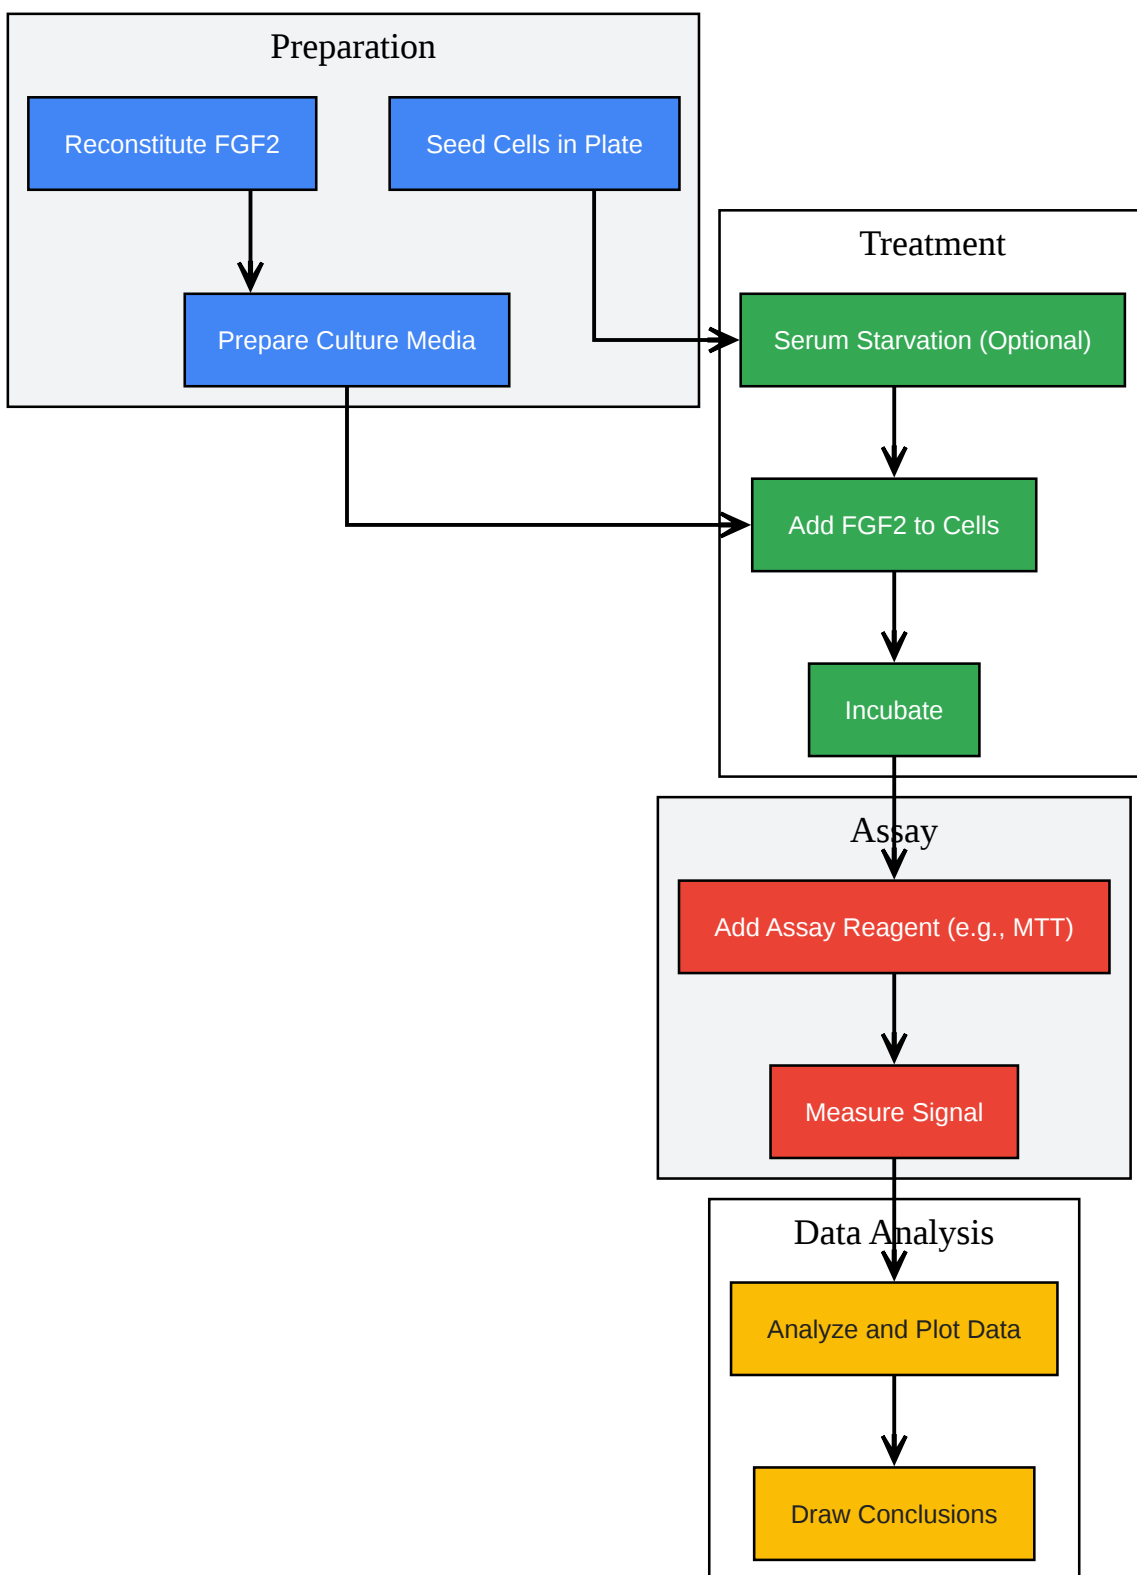 Preparation
Reconstitute FGF2
Seed Cells in Plate
Prepare Culture Media
Treatment
Serum Starvation (Optional)
Add FGF2 to Cells
Incubate
Assay
Add Assay Reagent (e.g., MTT)
Measure Signal
Data Analysis
Analyze and Plot Data
Draw Conclusions